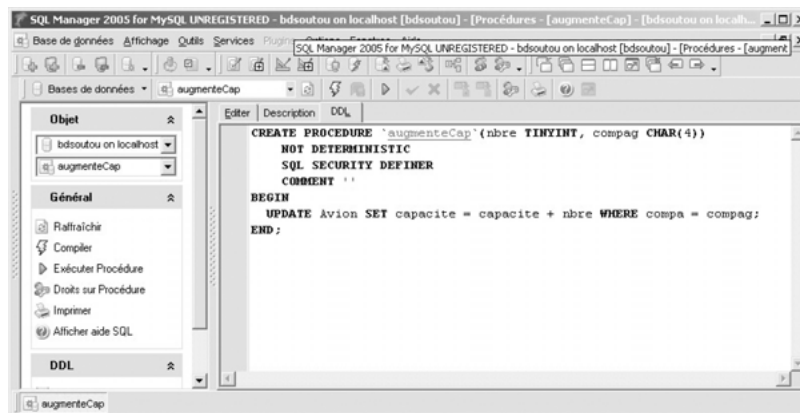 SQL Manager 2005 for MySQL UNREGISTERED - bdsoutou on localhost [bdsoutou] - [Procédures - [augmenteCap] - [bdsoutou on localh...
Base de données Affichage Outils Services Plugins
SQL Manager 2005 for MySQL UNREGISTERED - bdsoutou on localhost [bdsoutou] - [Procédures - [augment
Bases de données augmenteCap
Objet
bdsoutou on localhost
augmenteCap
Général
Raffraîchir
Compiler
Exécuter Procédure
Droits sur Procédure
Imprimer
Afficher aide SQL
DDL
Editer Description DDL
CREATE PROCEDURE `augmenteCap`(nbre TINYINT, compag CHAR(4))
NOT DETERMINISTIC
SQL SECURITY DEFINER
COMMENT ''
BEGIN
UPDATE Avion SET capacite = capacite + nbre WHERE compa = compag;
END;
augmenteCap